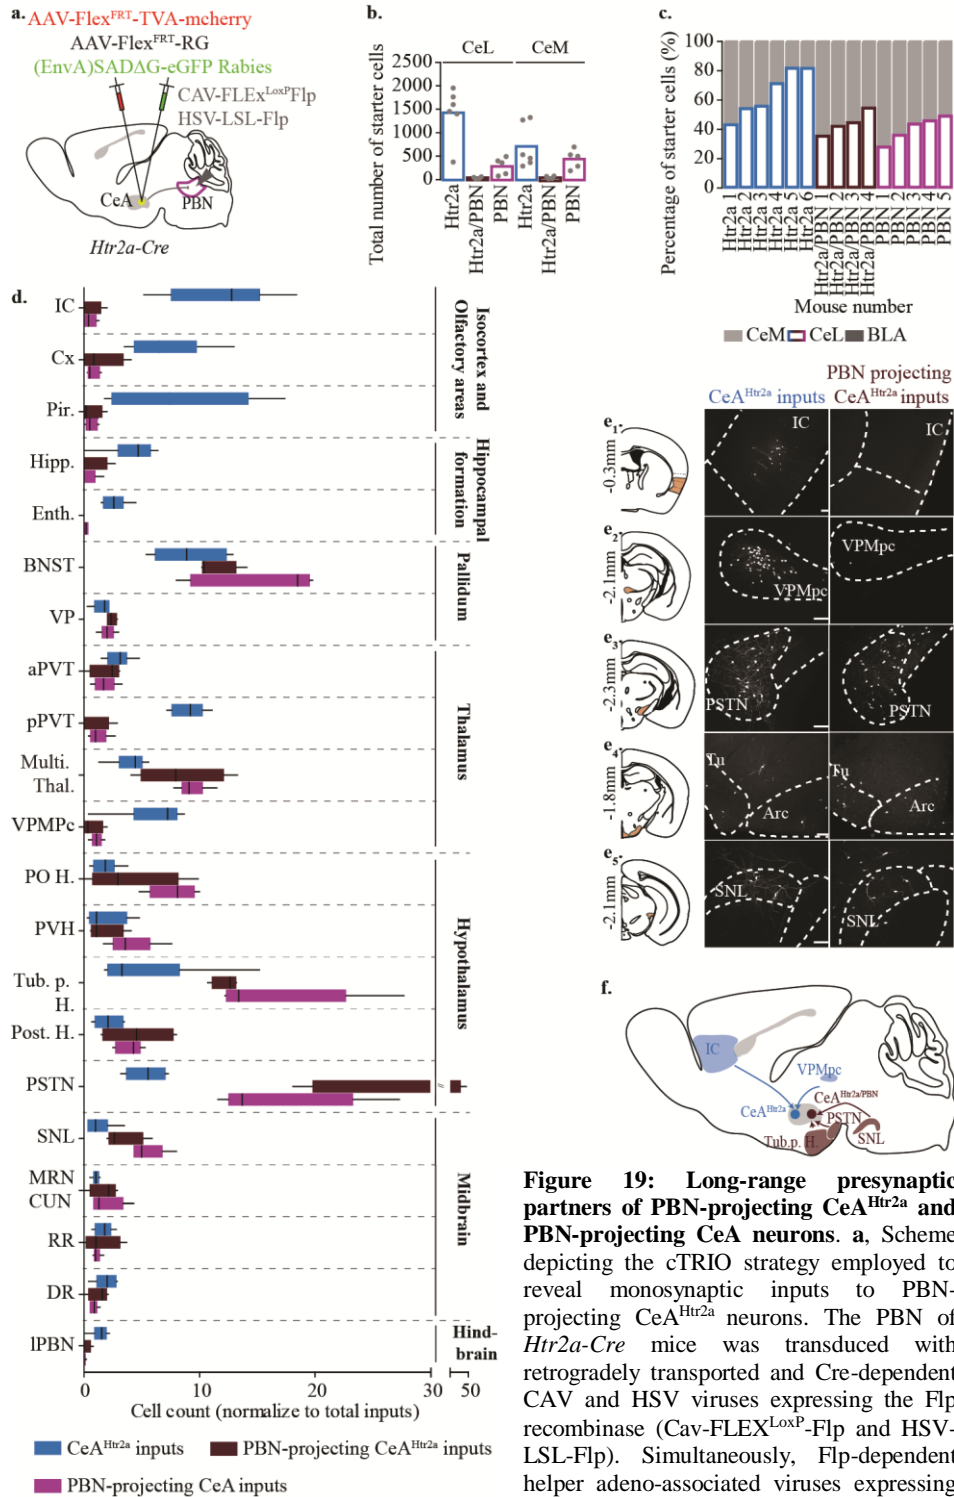 a.
AAV-Flex^FRT-TVA-mcherry
AAV-Flex^FRT-RG
(EnvA)SADΔG-eGFP Rabies
CAV-FLEx^LoxP Flp
HSV-LSL-Flp
CeA
PBN
Htr2a-Cre
b.
CeL CeM
Total number of starter cells
2500
2000
1500
1000
500
0
Htr2a
Htr2a/PBN
PBN
Htr2a
Htr2a/PBN
PBN
c.
Percentage of starter cells (%)
100
80
60
40
20
0
Htr2a 1
Htr2a 2
Htr2a 3
Htr2a 4
Htr2a 5
Htr2a 6
Htr2a/PBN 1
Htr2a/PBN 2
Htr2a/PBN 3
Htr2a/PBN 4
PBN 1
PBN 2
PBN 3
PBN 4
PBN 5
Mouse number
CeM CeL BLA
d.
IC
Cx
Pir.
Isocortex and
Olfactory areas
Hipp.
Enth.
Hippocampal
formation
BNST
VP
Pallidum
aPVT
pPVT
Multi.
Thal.
VPMPc
Thalamus
PO H.
PVH
Tub. p.
H.
Post. H.
PSTN
Hypothalamus
SNL
MRN
CUN
RR
DR
Midbrain
lPBN
Hind-
brain
0 10 20 30 50
Cell count (normalize to total inputs)
CeA^Htr2a inputs PBN-projecting CeA^Htr2a inputs
PBN-projecting CeA inputs
CeA^Htr2a inputs
PBN projecting
CeA^Htr2a inputs
e1.
-0.3mm
IC IC
e2.
-2.1mm
VPMpc VPMpc
e3.
-2.3mm
PSTN PSTN
e4.
-1.8mm
Tu Arc Tu Arc
e5.
-2.1mm
SNL SNL
f.
IC
VPMpc
CeA^Htr2a/PBN
CeA^Htr2a
PSTN
Tub.p. H.
SNL
Figure 19: Long-range presynaptic
partners of PBN-projecting CeA^Htr2a and
PBN-projecting CeA neurons. a, Scheme
depicting the cTRIO strategy employed to
reveal monosynaptic inputs to PBN-
projecting CeA^Htr2a neurons. The PBN of
Htr2a-Cre mice was transduced with
retrogradely transported and Cre-dependent
CAV and HSV viruses expressing the Flp
recombinase (Cav-FLEX^LoxP-Flp and HSV-
LSL-Flp). Simultaneously, Flp-dependent
helper adeno-associated viruses expressing